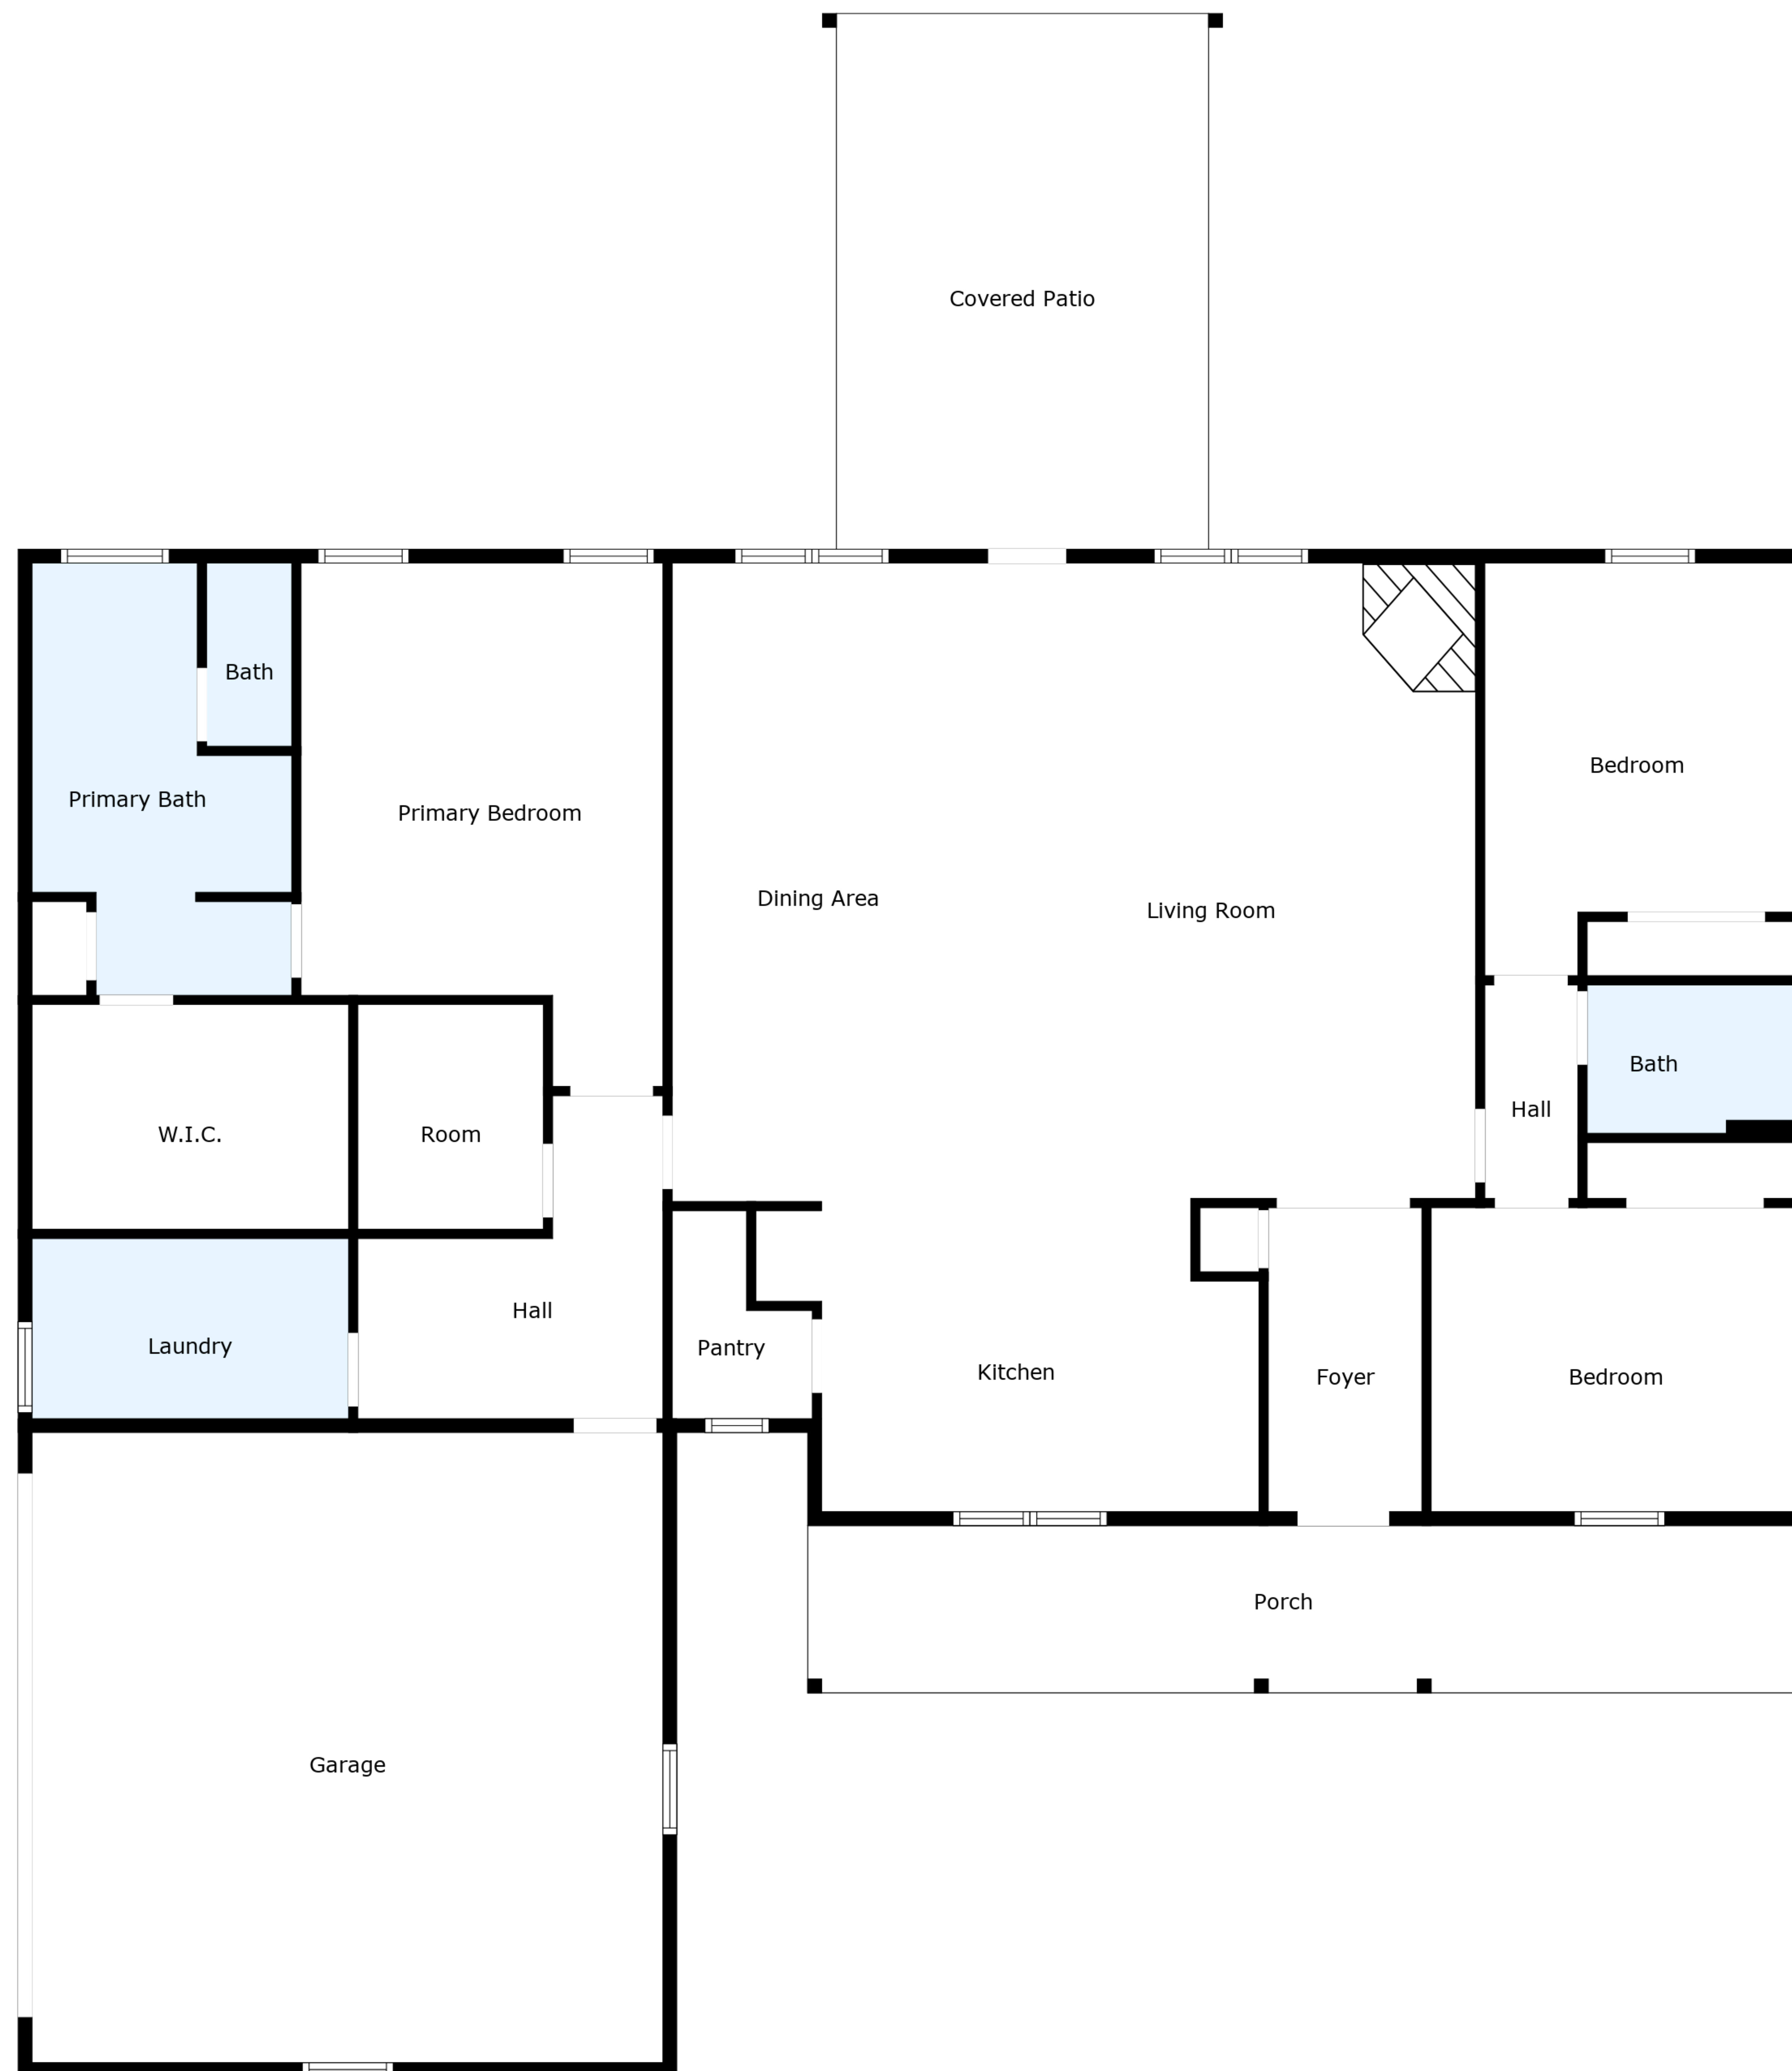 Covered Patio
Bath
Bedroom
Primary Bath
Primary Bedroom
Dining Area
Living Room
Bath
Hall
W.I.C.
Room
Hall
Laundry
Pantry
Kitchen
Foyer
Bedroom
Porch
Garage